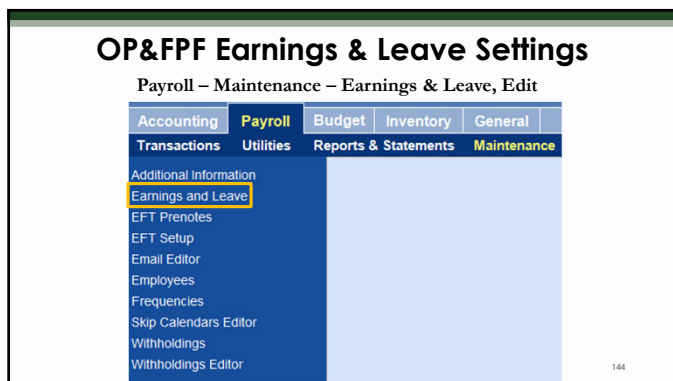 OP&FPF Earnings & Leave Settings
Payroll – Maintenance – Earnings & Leave, Edit
Accounting Payroll Budget Inventory General
Transactions Utilities Reports & Statements Maintenance
Additional Information
Earnings and Leave
EFT Prenotes
EFT Setup
Email Editor
Employees
Frequencies
Skip Calendars Editor
Withholdings
Withholdings Editor
144